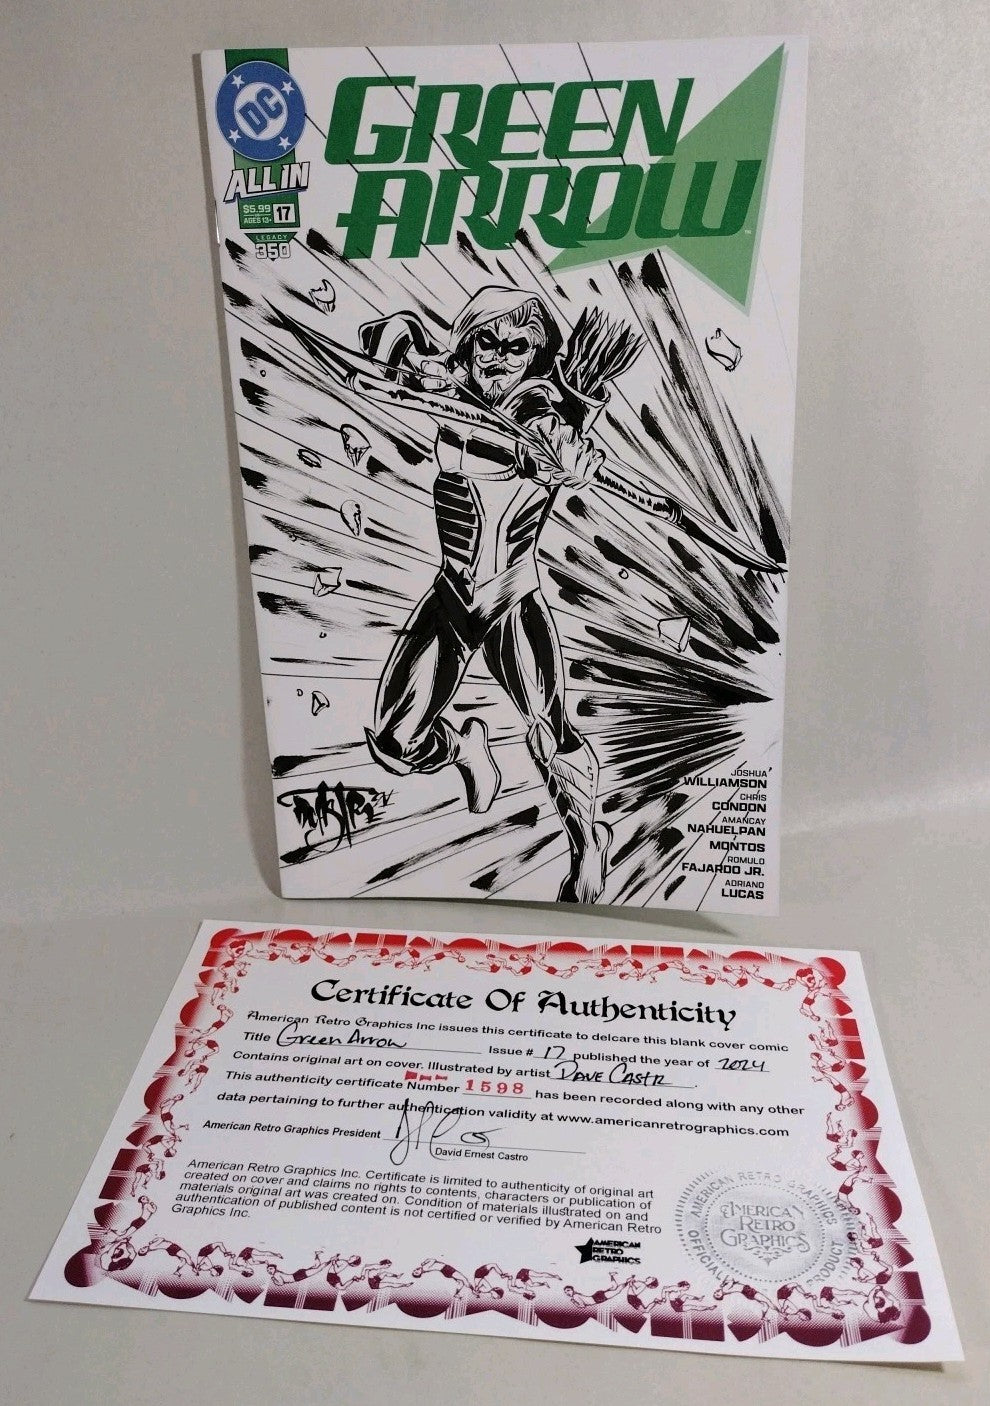 DC
ALL IN
$5.99
AGES 13+
17
LEGACY
350
GREEN
ARROW
JOSHUA
WILLIAMSON
CHRIS
CONDON
AMANCAY
NAHUELPAN
MONTOS
ROMULO
FAJARDO JR.
ADRIANO
LUCAS
Certificate Of Authenticity
American Retro Graphics Inc issues this certificate to delcare this blank cover comic
Title Green Arrow Issue # 17 published the year of 2024
Contains original art on cover. Illustrated by artist Dave Castr
This authenticity certificate Number 1598 has been recorded along with any other
data pertaining to further authentication validity at www.americanretrographics.com
American Retro Graphics President
David Ernest Castro
American Retro Graphics Inc. Certificate is limited to authenticity of original art
created on cover and claims no rights to contents, characters or publication of
materials original art was created on. Condition of materials illustrated on and
authentication of published content is not certified or verified by American Retro
Graphics Inc.
AMERICAN
RETRO
GRAPHICS
AMERICAN RETRO GRAPHICS
OFFICIALLY
PRODUCT
AMERICAN
RETRO
GRAPHICS